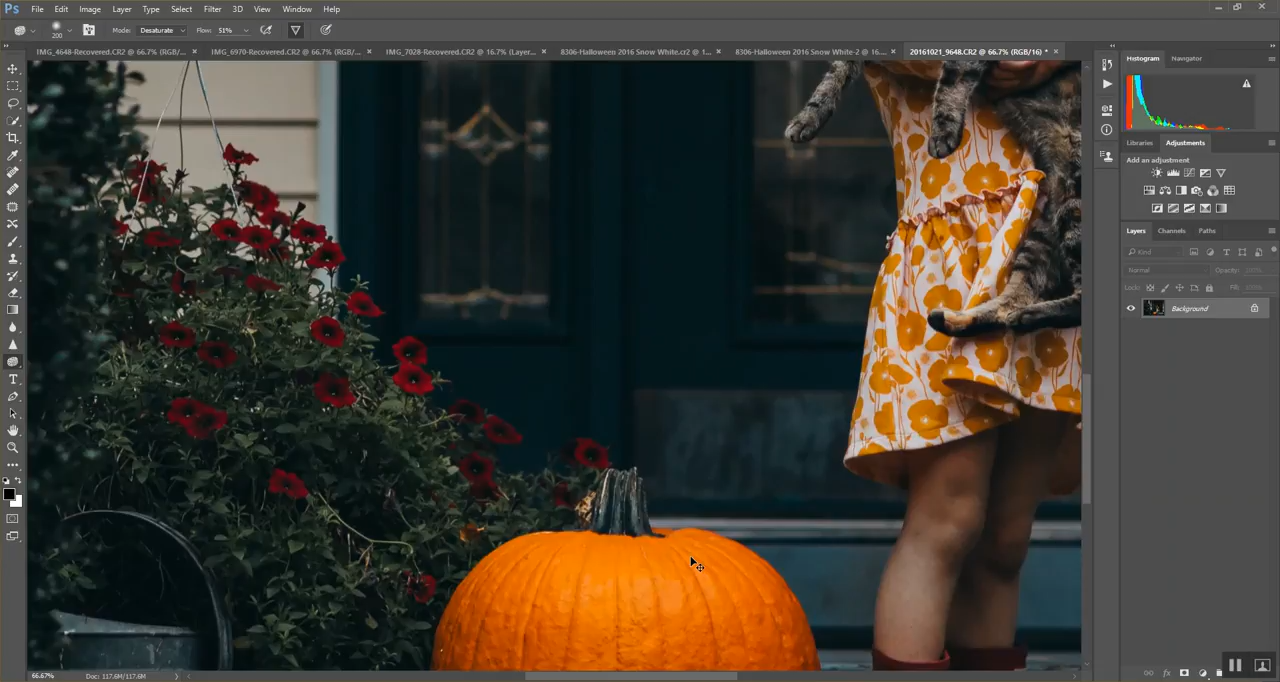 Ps File Edit Image Layer Type Select Filter 3D View Window Help
200 Mode: Desaturate Flow: 51%
IMG_4648-Recovered.CR2 @ 66.7% (RGB/... × IMG_6970-Recovered.CR2 @ 66.7% (RGB/... × IMG_7028-Recovered.CR2 @ 16.7% (Layer... × 8306-Halloween 2016 Snow White.cr2 @ 1... × 8306-Halloween 2016 Snow White-2 @ 16.... × 20161021_9648.CR2 @ 66.7% (RGB/16) * ×
Histogram Navigator
Libraries Adjustments
Add an adjustment
Layers Channels Paths
Kind
Normal Opacity: 100%
Lock: Fill: 100%
Background
66.67% Doc: 117.6M/117.6M